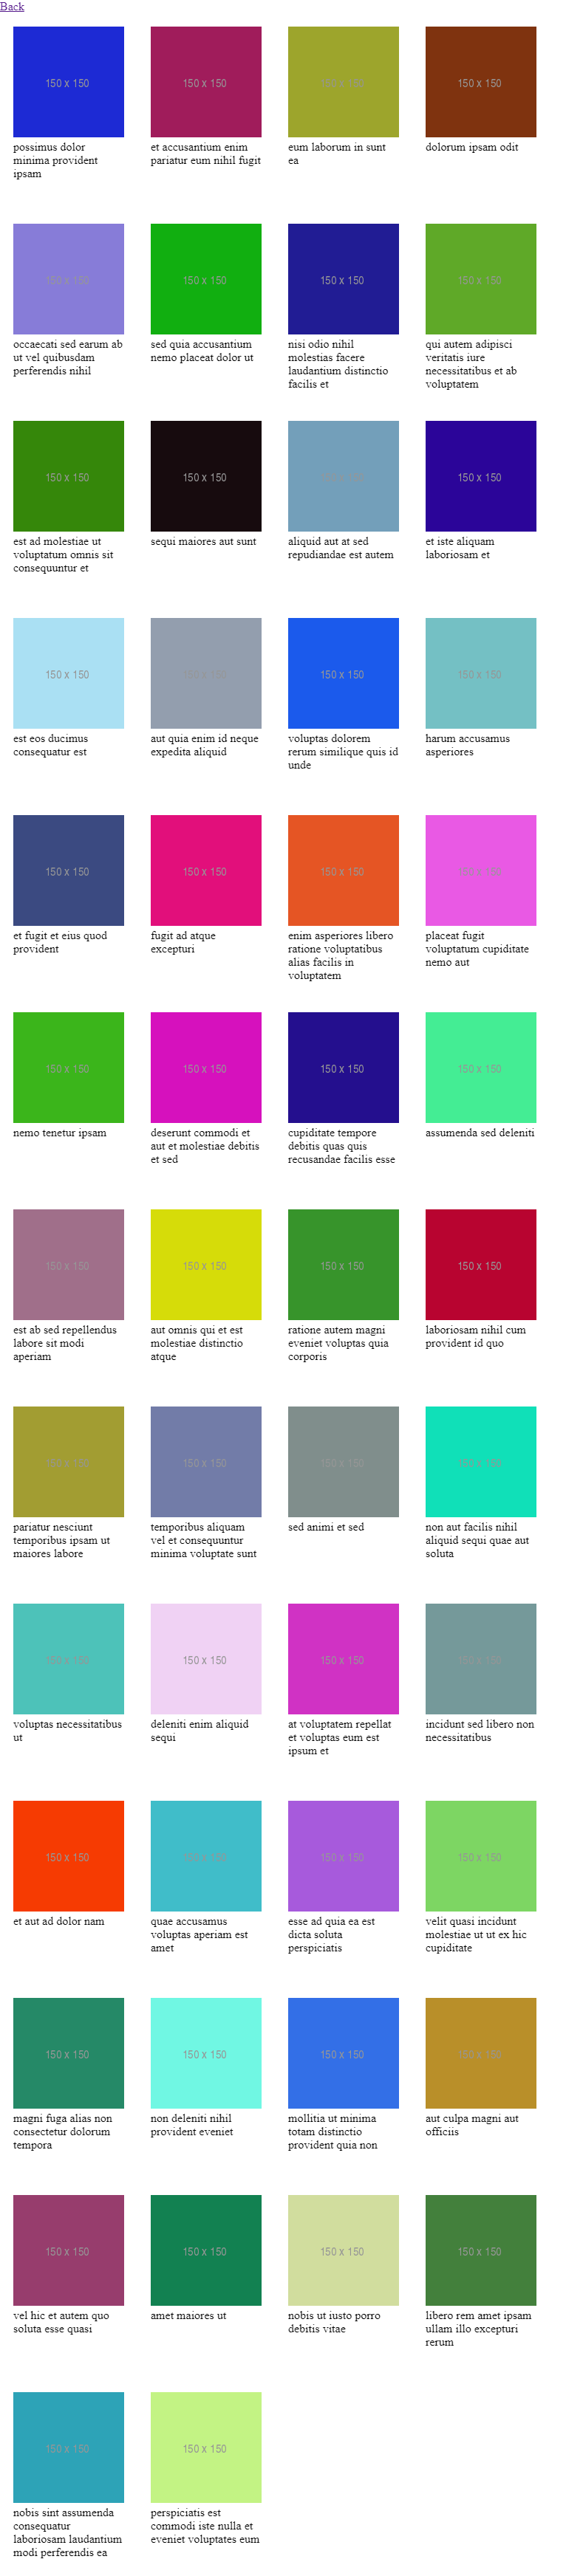 Back
150 x 150
150 x 150
150 x 150
150 x 150
possimus dolor
minima provident
ipsam
et accusantium enim
pariatur eum nihil fugit
eum laborum in sunt
ea
dolorum ipsam odit
150 x 150
150 x 150
150 x 150
150 x 150
occaecati sed earum ab
ut vel quibusdam
perferendis nihil
sed quia accusantium
nemo placeat dolor ut
nisi odio nihil
molestias facere
laudantium distinctio
facilis et
qui autem adipisci
veritatis iure
necessitatibus et ab
voluptatem
150 x 150
150 x 150
150 x 150
150 x 150
est ad molestiae ut
voluptatum omnis sit
consequuntur et
sequi maiores aut sunt
aliquid aut at sed
repudiandae est autem
et iste aliquam
laboriosam et
150 x 150
150 x 150
150 x 150
150 x 150
est eos ducimus
consequatur est
aut quia enim id neque
expedita aliquid
voluptas dolorem
rerum similique quis id
unde
harum accusamus
asperiores
150 x 150
150 x 150
150 x 150
150 x 150
et fugit et eius quod
provident
fugit ad atque
excepturi
enim asperiores libero
ratione voluptatibus
alias facilis in
voluptatem
placeat fugit
voluptatum cupiditate
nemo aut
150 x 150
150 x 150
150 x 150
150 x 150
nemo tenetur ipsam
deserunt commodi et
aut et molestiae debitis
et sed
cupiditate tempore
debitis quas quis
recusandae facilis esse
assumenda sed deleniti
150 x 150
150 x 150
150 x 150
150 x 150
est ab sed repellendus
labore sit modi
aperiam
aut omnis qui et est
molestiae distinctio
atque
ratione autem magni
eveniet voluptas quia
corporis
laboriosam nihil cum
provident id quo
150 x 150
150 x 150
150 x 150
150 x 150
pariatur nesciunt
temporibus ipsam ut
maiores labore
temporibus aliquam
vel et consequuntur
minima voluptate sunt
sed animi et sed
non aut facilis nihil
aliquid sequi quae aut
soluta
150 x 150
150 x 150
150 x 150
150 x 150
voluptas necessitatibus
ut
deleniti enim aliquid
sequi
at voluptatem repellat
et voluptas eum est
ipsum et
incidunt sed libero non
necessitatibus
150 x 150
150 x 150
150 x 150
150 x 150
et aut ad dolor nam
quae accusamus
voluptas aperiam est
amet
esse ad quia ea est
dicta soluta
perspiciatis
velit quasi incidunt
molestiae ut ut ex hic
cupiditate
150 x 150
150 x 150
150 x 150
150 x 150
magni fuga alias non
consectetur dolorum
tempora
non deleniti nihil
provident eveniet
mollitia ut minima
totam distinctio
provident quia non
aut culpa magni aut
officiis
150 x 150
150 x 150
150 x 150
150 x 150
vel hic et autem quo
soluta esse quasi
amet maiores ut
nobis ut iusto porro
debitis vitae
libero rem amet ipsam
ullam illo excepturi
rerum
150 x 150
150 x 150
nobis sint assumenda
consequatur
laboriosam laudantium
modi perferendis ea
perspiciatis est
commodi iste nulla et
eveniet voluptates eum